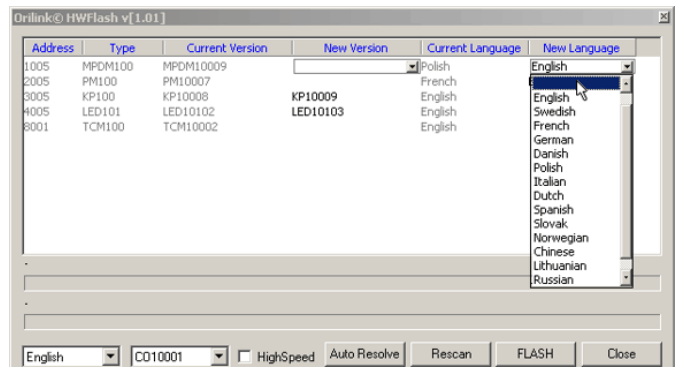 Orilink© HWFlash v[1.01]
Address Type Current Version New Version Current Language New Language
1005 MPDM100 MPDM10009 Polish English
2005 PM100 PM10007 French
3005 KP100 KP10008 KP10009 English
4005 LED101 LED10102 LED10103 English
8001 TCM100 TCM10002 English
English
Swedish
French
German
Danish
Polish
Italian
Dutch
Spanish
Slovak
Norwegian
Chinese
Lithuanian
Russian
English CO10001 HighSpeed Auto Resolve Rescan FLASH Close